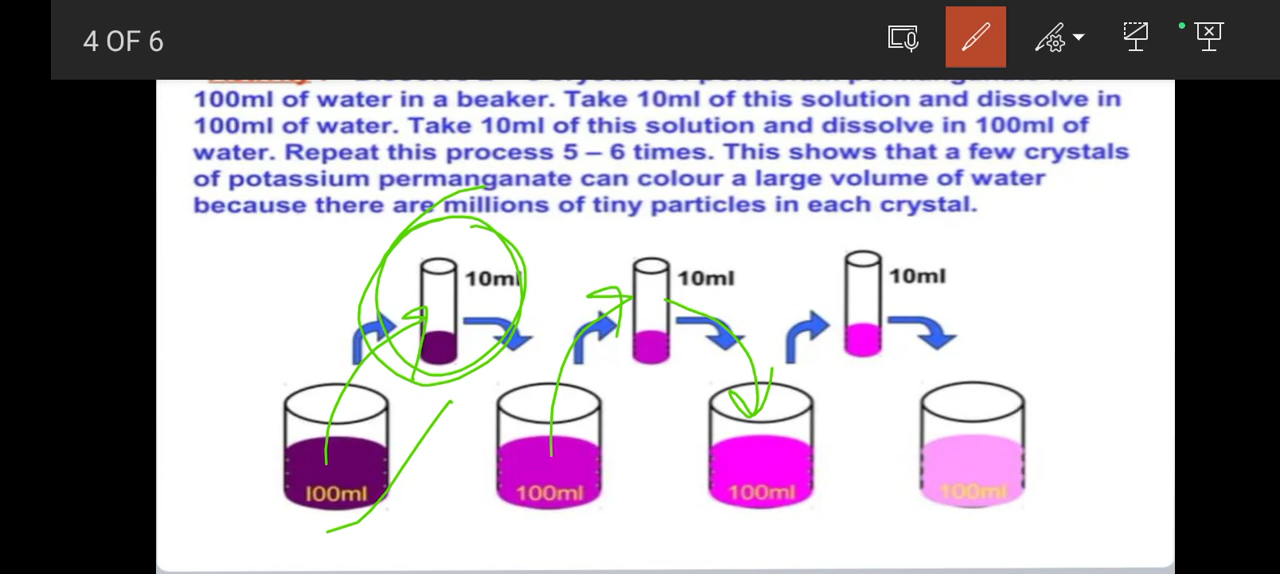 4 OF 6
100ml of water in a beaker. Take 10ml of this solution and dissolve in
100ml of water. Take 10ml of this solution and dissolve in 100ml of
water. Repeat this process 5 – 6 times. This shows that a few crystals
of potassium permanganate can colour a large volume of water
because there are millions of tiny particles in each crystal.
10ml
10ml
10ml
100ml
100ml
100ml
100ml